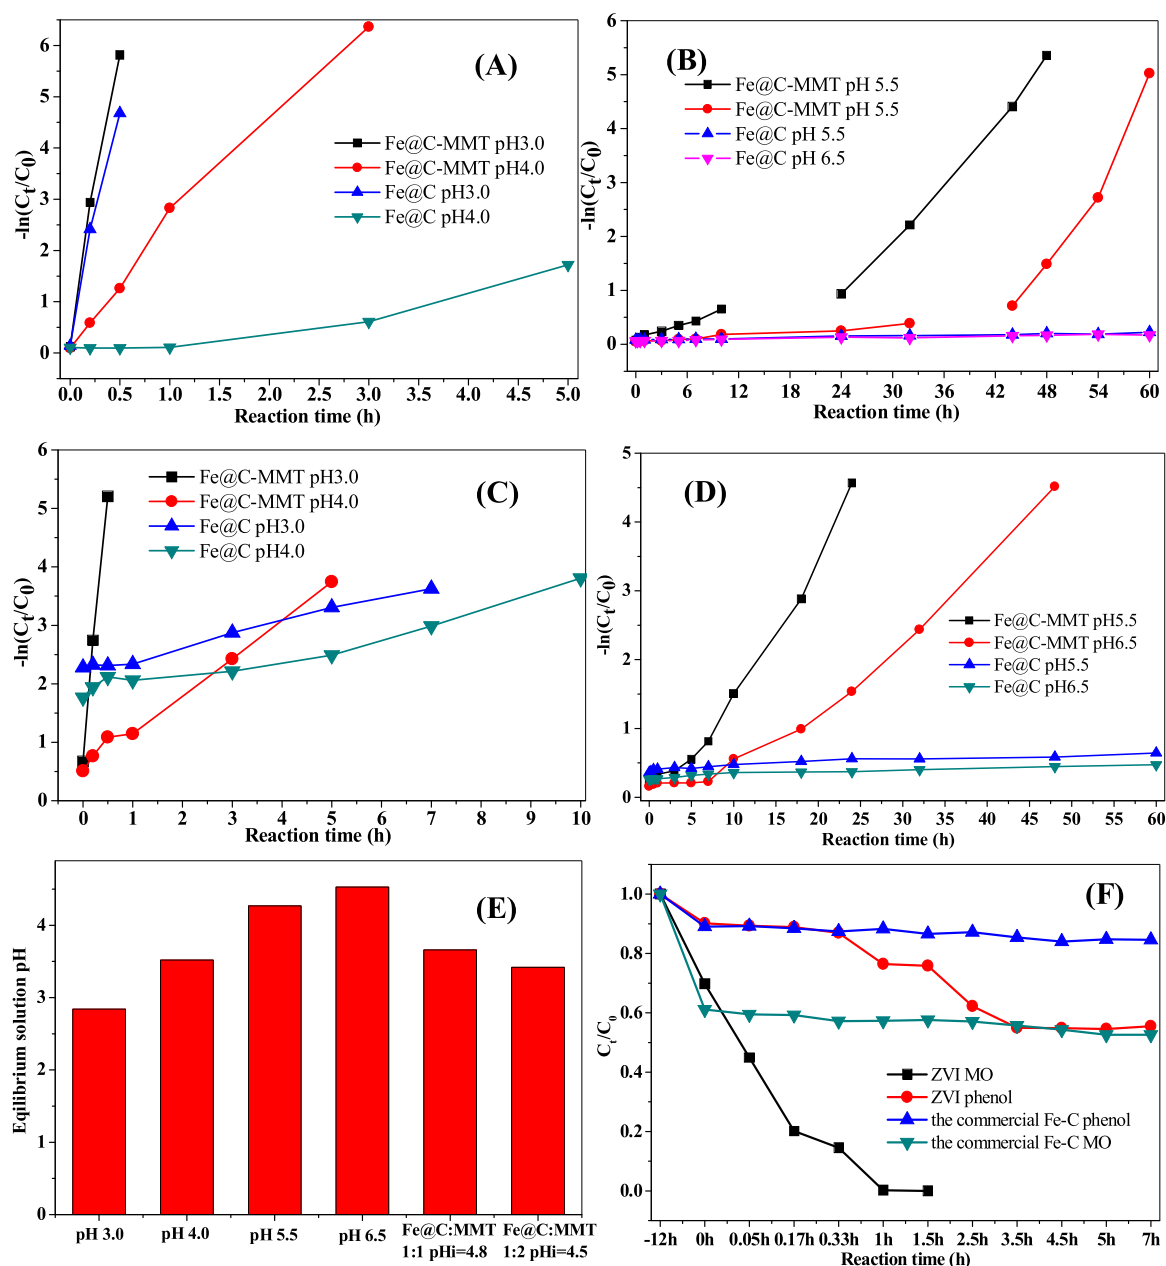 (A)
-ln(Ct/C0)
6
5
4
3
2
1
0
Fe@C-MMT pH3.0
Fe@C-MMT pH4.0
Fe@C pH3.0
Fe@C pH4.0
0.0 0.5 1.0 1.5 2.0 2.5 3.0 3.5 4.0 4.5 5.0
Reaction time (h)
(B)
-ln(Ct/C0)
6
5
4
3
2
1
0
Fe@C-MMT pH 5.5
Fe@C-MMT pH 5.5
Fe@C pH 5.5
Fe@C pH 6.5
0 6 12 18 24 30 36 42 48 54 60
Reaction time (h)
(C)
-ln(Ct/C0)
6
5
4
3
2
1
0
Fe@C-MMT pH3.0
Fe@C-MMT pH4.0
Fe@C pH3.0
Fe@C pH4.0
0 1 2 3 4 5 6 7 8 9 10
Reaction time (h)
(D)
-ln(Ct/C0)
5
4
3
2
1
0
Fe@C-MMT pH5.5
Fe@C-MMT pH6.5
Fe@C pH5.5
Fe@C pH6.5
0 5 10 15 20 25 30 35 40 45 50 55 60
Reaction time (h)
(E)
Eqilibrium solution pH
4
3
2
1
0
pH 3.0 pH 4.0 pH 5.5 pH 6.5 Fe@C:MMT Fe@C:MMT
1:1 pHi=4.8 1:2 pHi=4.5
(F)
Ct/C0
1.0
0.8
0.6
0.4
0.2
0.0
ZVI MO
ZVI phenol
the commercial Fe-C phenol
the commercial Fe-C MO
-12h 0h 0.05h 0.17h 0.33h 1h 1.5h 2.5h 3.5h 4.5h 5h 7h
Reaction time (h)